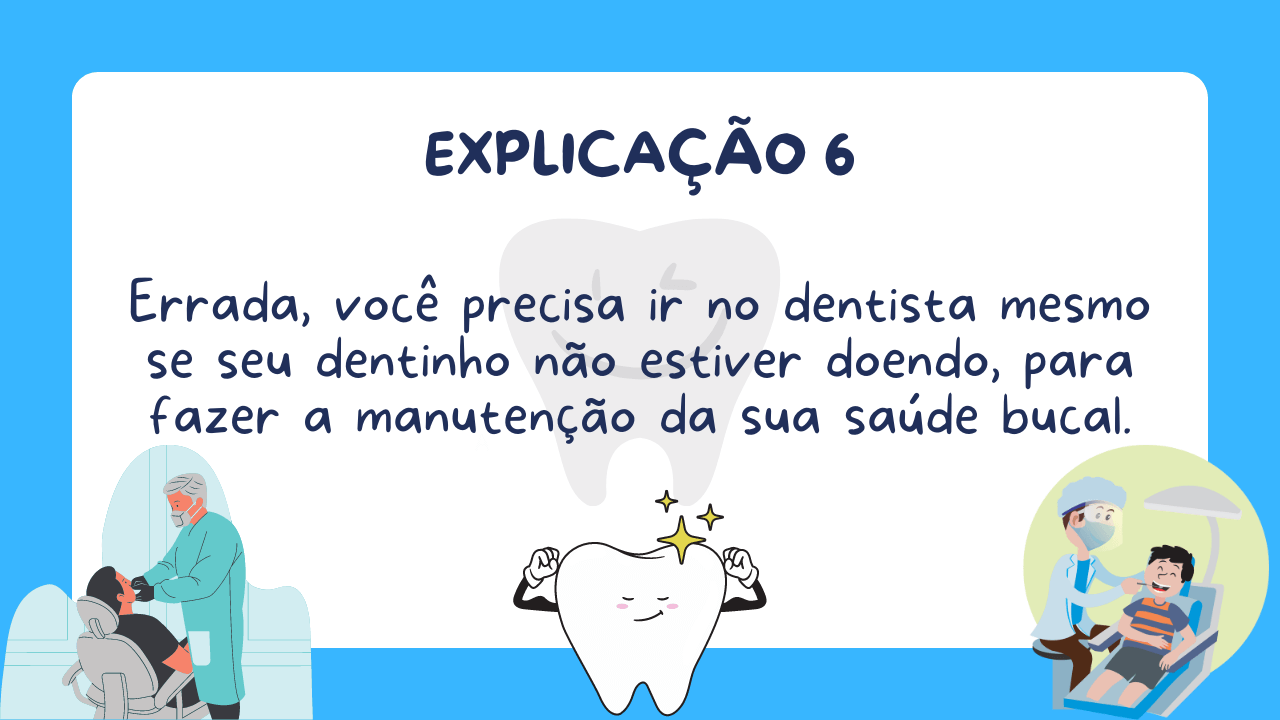 EXPLICAÇÃO 6
Errada, você precisa ir no dentista mesmo
se seu dentinho não estiver doendo, para
fazer a manutenção da sua saúde bucal.